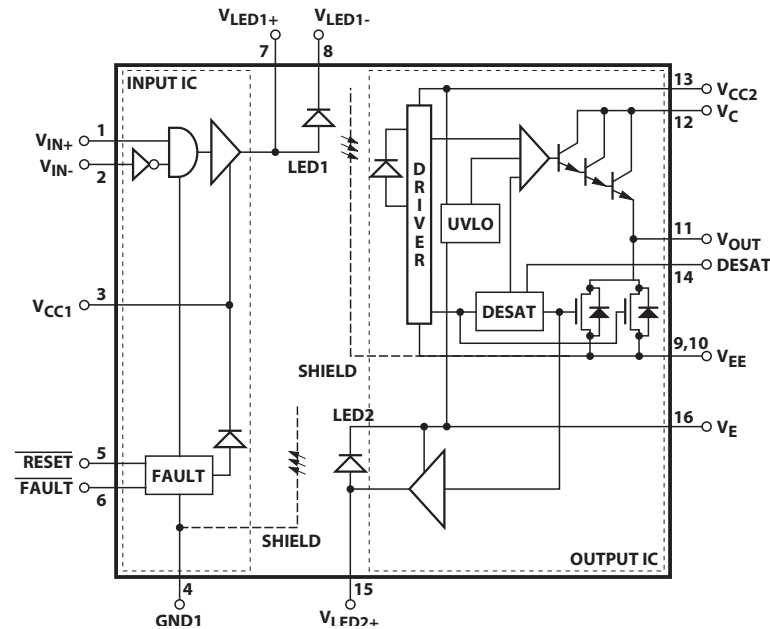 VLED1+
VLED1-
7
8
INPUT IC
13
VCC2
12
VC
1
VIN+
VIN-
2
LED1
DRIVER
UVLO
11
VOUT
DESAT
14
3
VCC1
DESAT
9,10
VEE
SHIELD
LED2
16
VE
5
RESET
FAULT
FAULT
6
SHIELD
OUTPUT IC
4
15
GND1
VLED2+